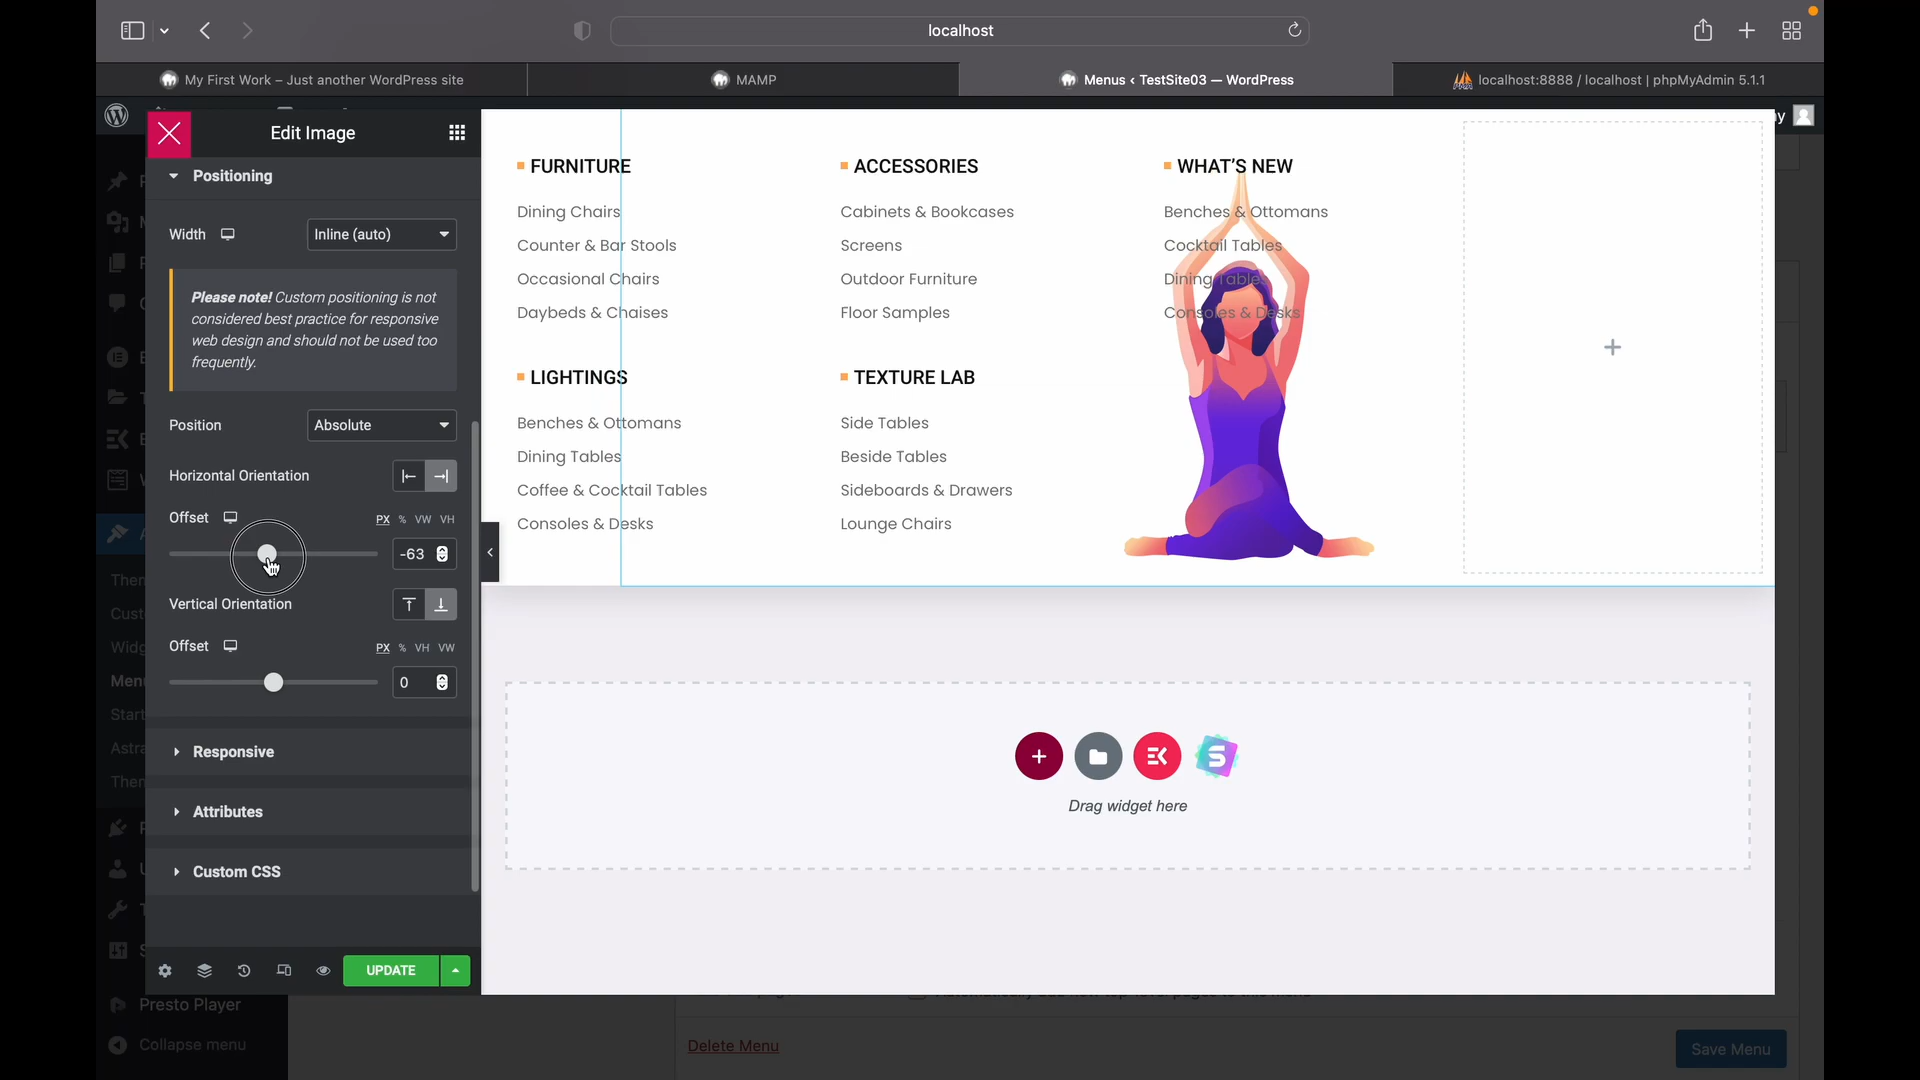 localhost
My First Work – Just another WordPress site
MAMP
Menus ‹ TestSite03 — WordPress
localhost:8888 / localhost | phpMyAdmin 5.1.1
Edit Image
Positioning
Width
Inline (auto)
Please note! Custom positioning is not
considered best practice for responsive
web design and should not be used too
frequently.
Position
Absolute
Horizontal Orientation
Offset
PX % VW VH
-63
Vertical Orientation
Offset
PX % VH VW
0
Responsive
Attributes
Custom CSS
UPDATE
FURNITURE
Dining Chairs
Counter & Bar Stools
Occasional Chairs
Daybeds & Chaises
LIGHTINGS
Benches & Ottomans
Dining Tables
Coffee & Cocktail Tables
Consoles & Desks
ACCESSORIES
Cabinets & Bookcases
Screens
Outdoor Furniture
Floor Samples
TEXTURE LAB
Side Tables
Beside Tables
Sideboards & Drawers
Lounge Chairs
WHAT’S NEW
Benches & Ottomans
Cocktail Tables
Dining Tables
Consoles & Desks
Drag widget here
Presto Player
Collapse menu
Delete Menu
Save Menu